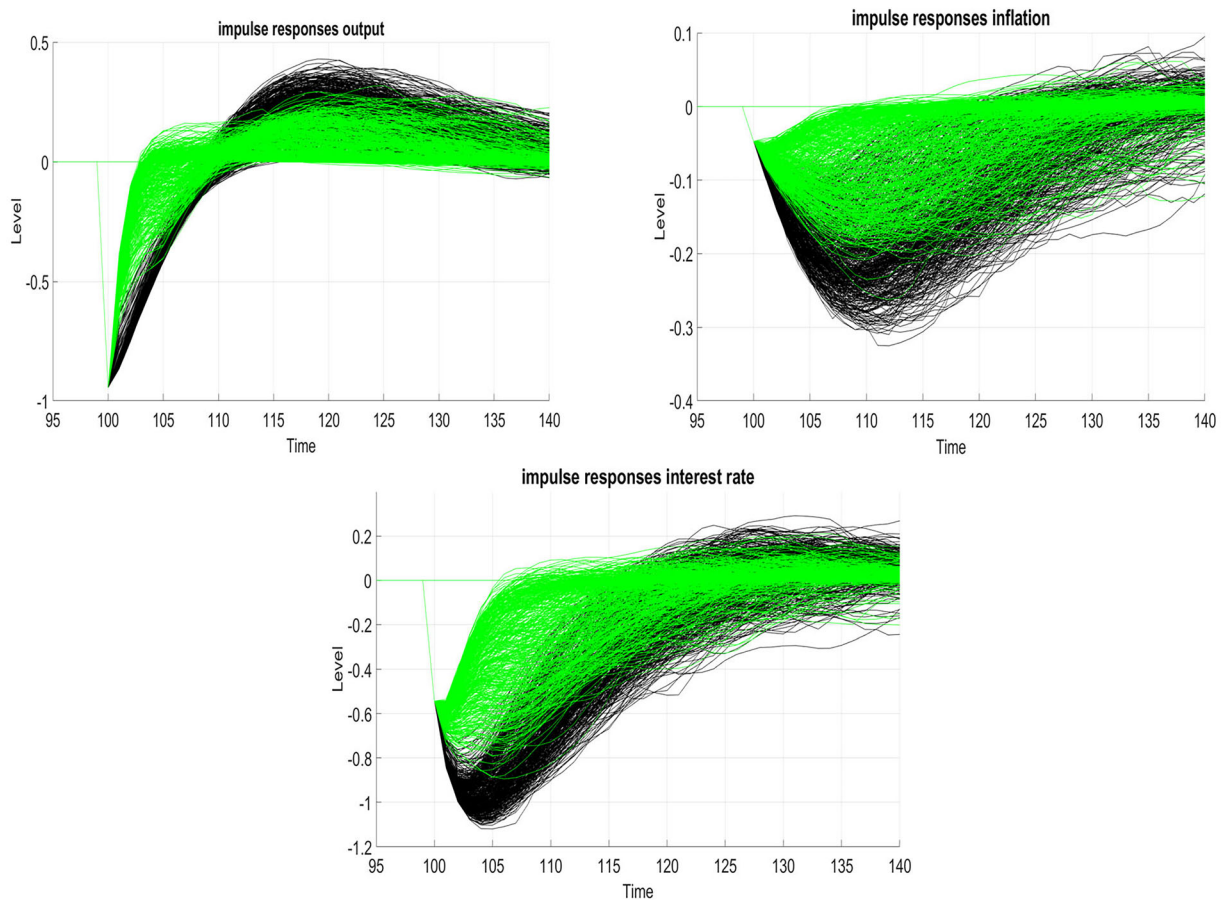 impulse responses output
0.5
0
-0.5
-1
Level
95 100 105 110 115 120 125 130 135 140
Time
impulse responses inflation
0.1
0
-0.1
-0.2
-0.3
-0.4
Level
95 100 105 110 115 120 125 130 135 140
Time
impulse responses interest rate
0.2
0
-0.2
-0.4
-0.6
-0.8
-1
-1.2
Level
95 100 105 110 115 120 125 130 135 140
Time